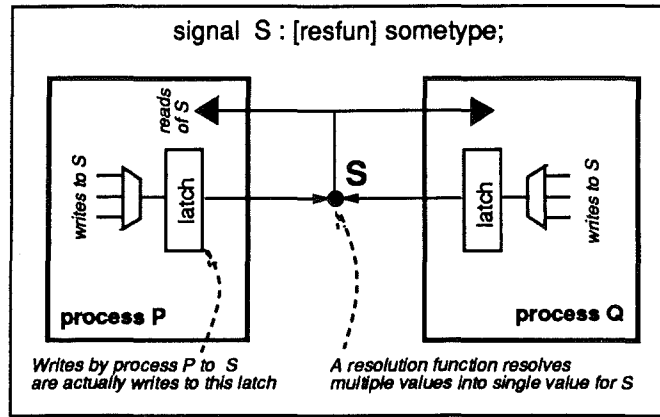 signal S : [resfun] sometype;
reads
of S
writes to S
latch
S
latch
writes to S
process P
process Q
Writes by process P to S
are actually writes to this latch
A resolution function resolves
multiple values into single value for S